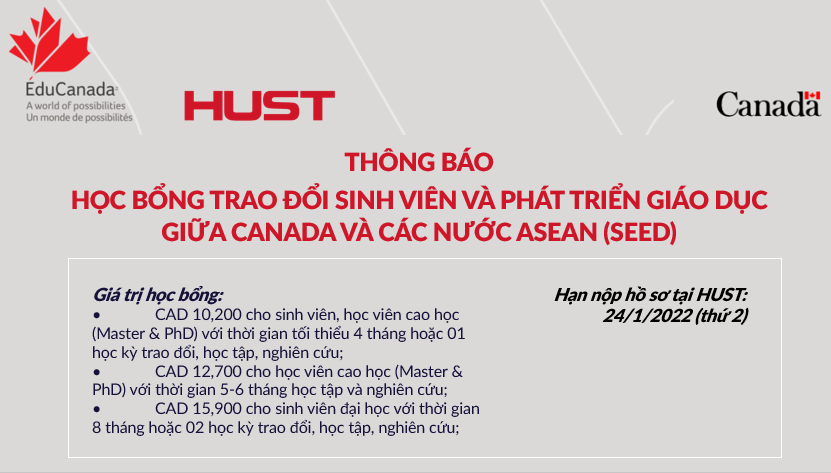 EduCanada
A world of possibilities
Un monde de possibilités
HUST
Canada
THÔNG BÁO
HỌC BỔNG TRAO ĐỔI SINH VIÊN VÀ PHÁT TRIỂN GIÁO DỤC
GIỮA CANADA VÀ CÁC NƯỚC ASEAN (SEED)
Giá trị học bổng:
• CAD 10,200 cho sinh viên, học viên cao học
(Master & PhD) với thời gian tối thiểu 4 tháng hoặc 01
học kỳ trao đổi, học tập, nghiên cứu;
• CAD 12,700 cho học viên cao học (Master &
PhD) với thời gian 5-6 tháng học tập và nghiên cứu;
• CAD 15,900 cho sinh viên đại học với thời gian
8 tháng hoặc 02 học kỳ trao đổi, học tập, nghiên cứu;
Hạn nộp hồ sơ tại HUST:
24/1/2022 (thứ 2)